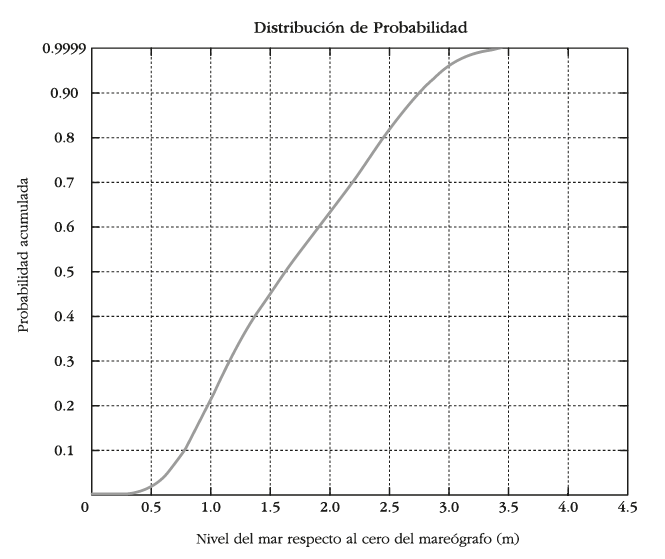 Distribución de Probabilidad
0.9999
0.90
0.8
0.7
0.6
0.5
0.4
0.3
0.2
0.1
Probabilidad acumulada
0 0.5 1.0 1.5 2.0 2.5 3.0 3.5 4.0 4.5
Nivel del mar respecto al cero del mareógrafo (m)